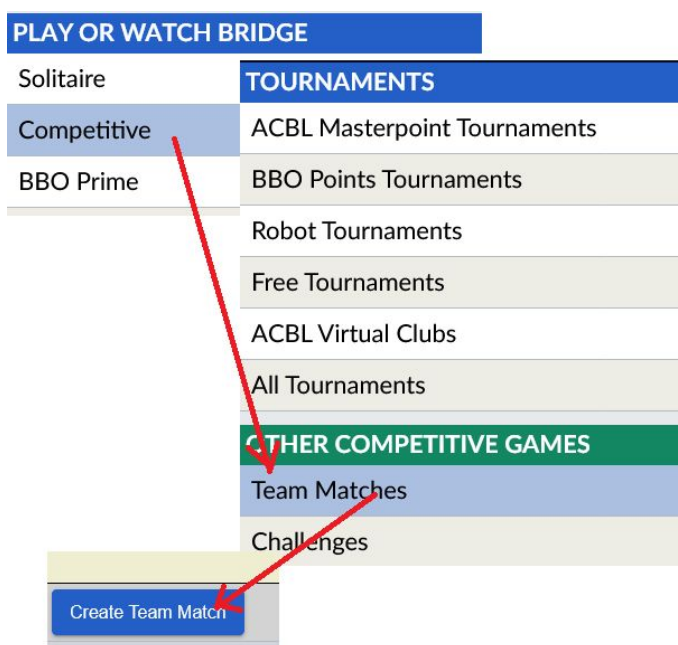 PLAY OR WATCH BRIDGE
Solitaire
Competitive
BBO Prime
TOURNAMENTS
ACBL Masterpoint Tournaments
BBO Points Tournaments
Robot Tournaments
Free Tournaments
ACBL Virtual Clubs
All Tournaments
OTHER COMPETITIVE GAMES
Team Matches
Challenges
Create Team Match